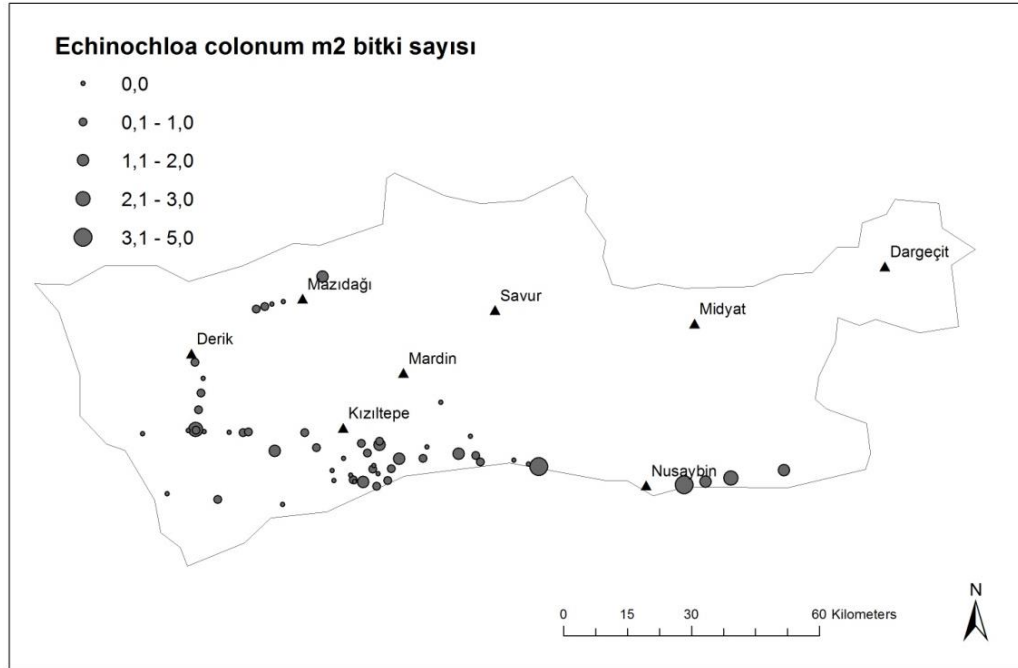 Echinochloa colonum m2 bitki sayısı
0,0
0,1 - 1,0
1,1 - 2,0
2,1 - 3,0
3,1 - 5,0
Dargeçit
Mazıdağı
Savur
Midyat
Derik
Mardin
Kızıltepe
Nusaybin
N
0 15 30 60 Kilometers